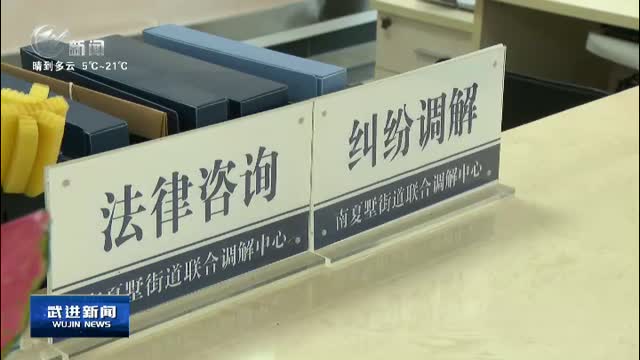 新闻
晴到多云 5℃~21℃
法律咨询
南夏墅街道联合调解中心
纠纷调解
南夏墅街道联合调解中心
武进新闻
WUJIN NEWS